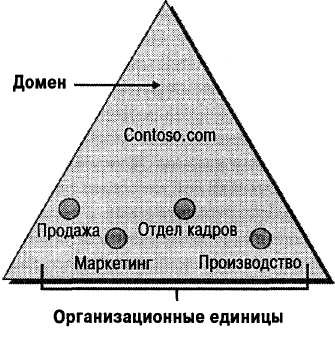 Домен
Contoso.com
Продажа
Отдел кадров
Маркетинг
Производство
Организационные единицы